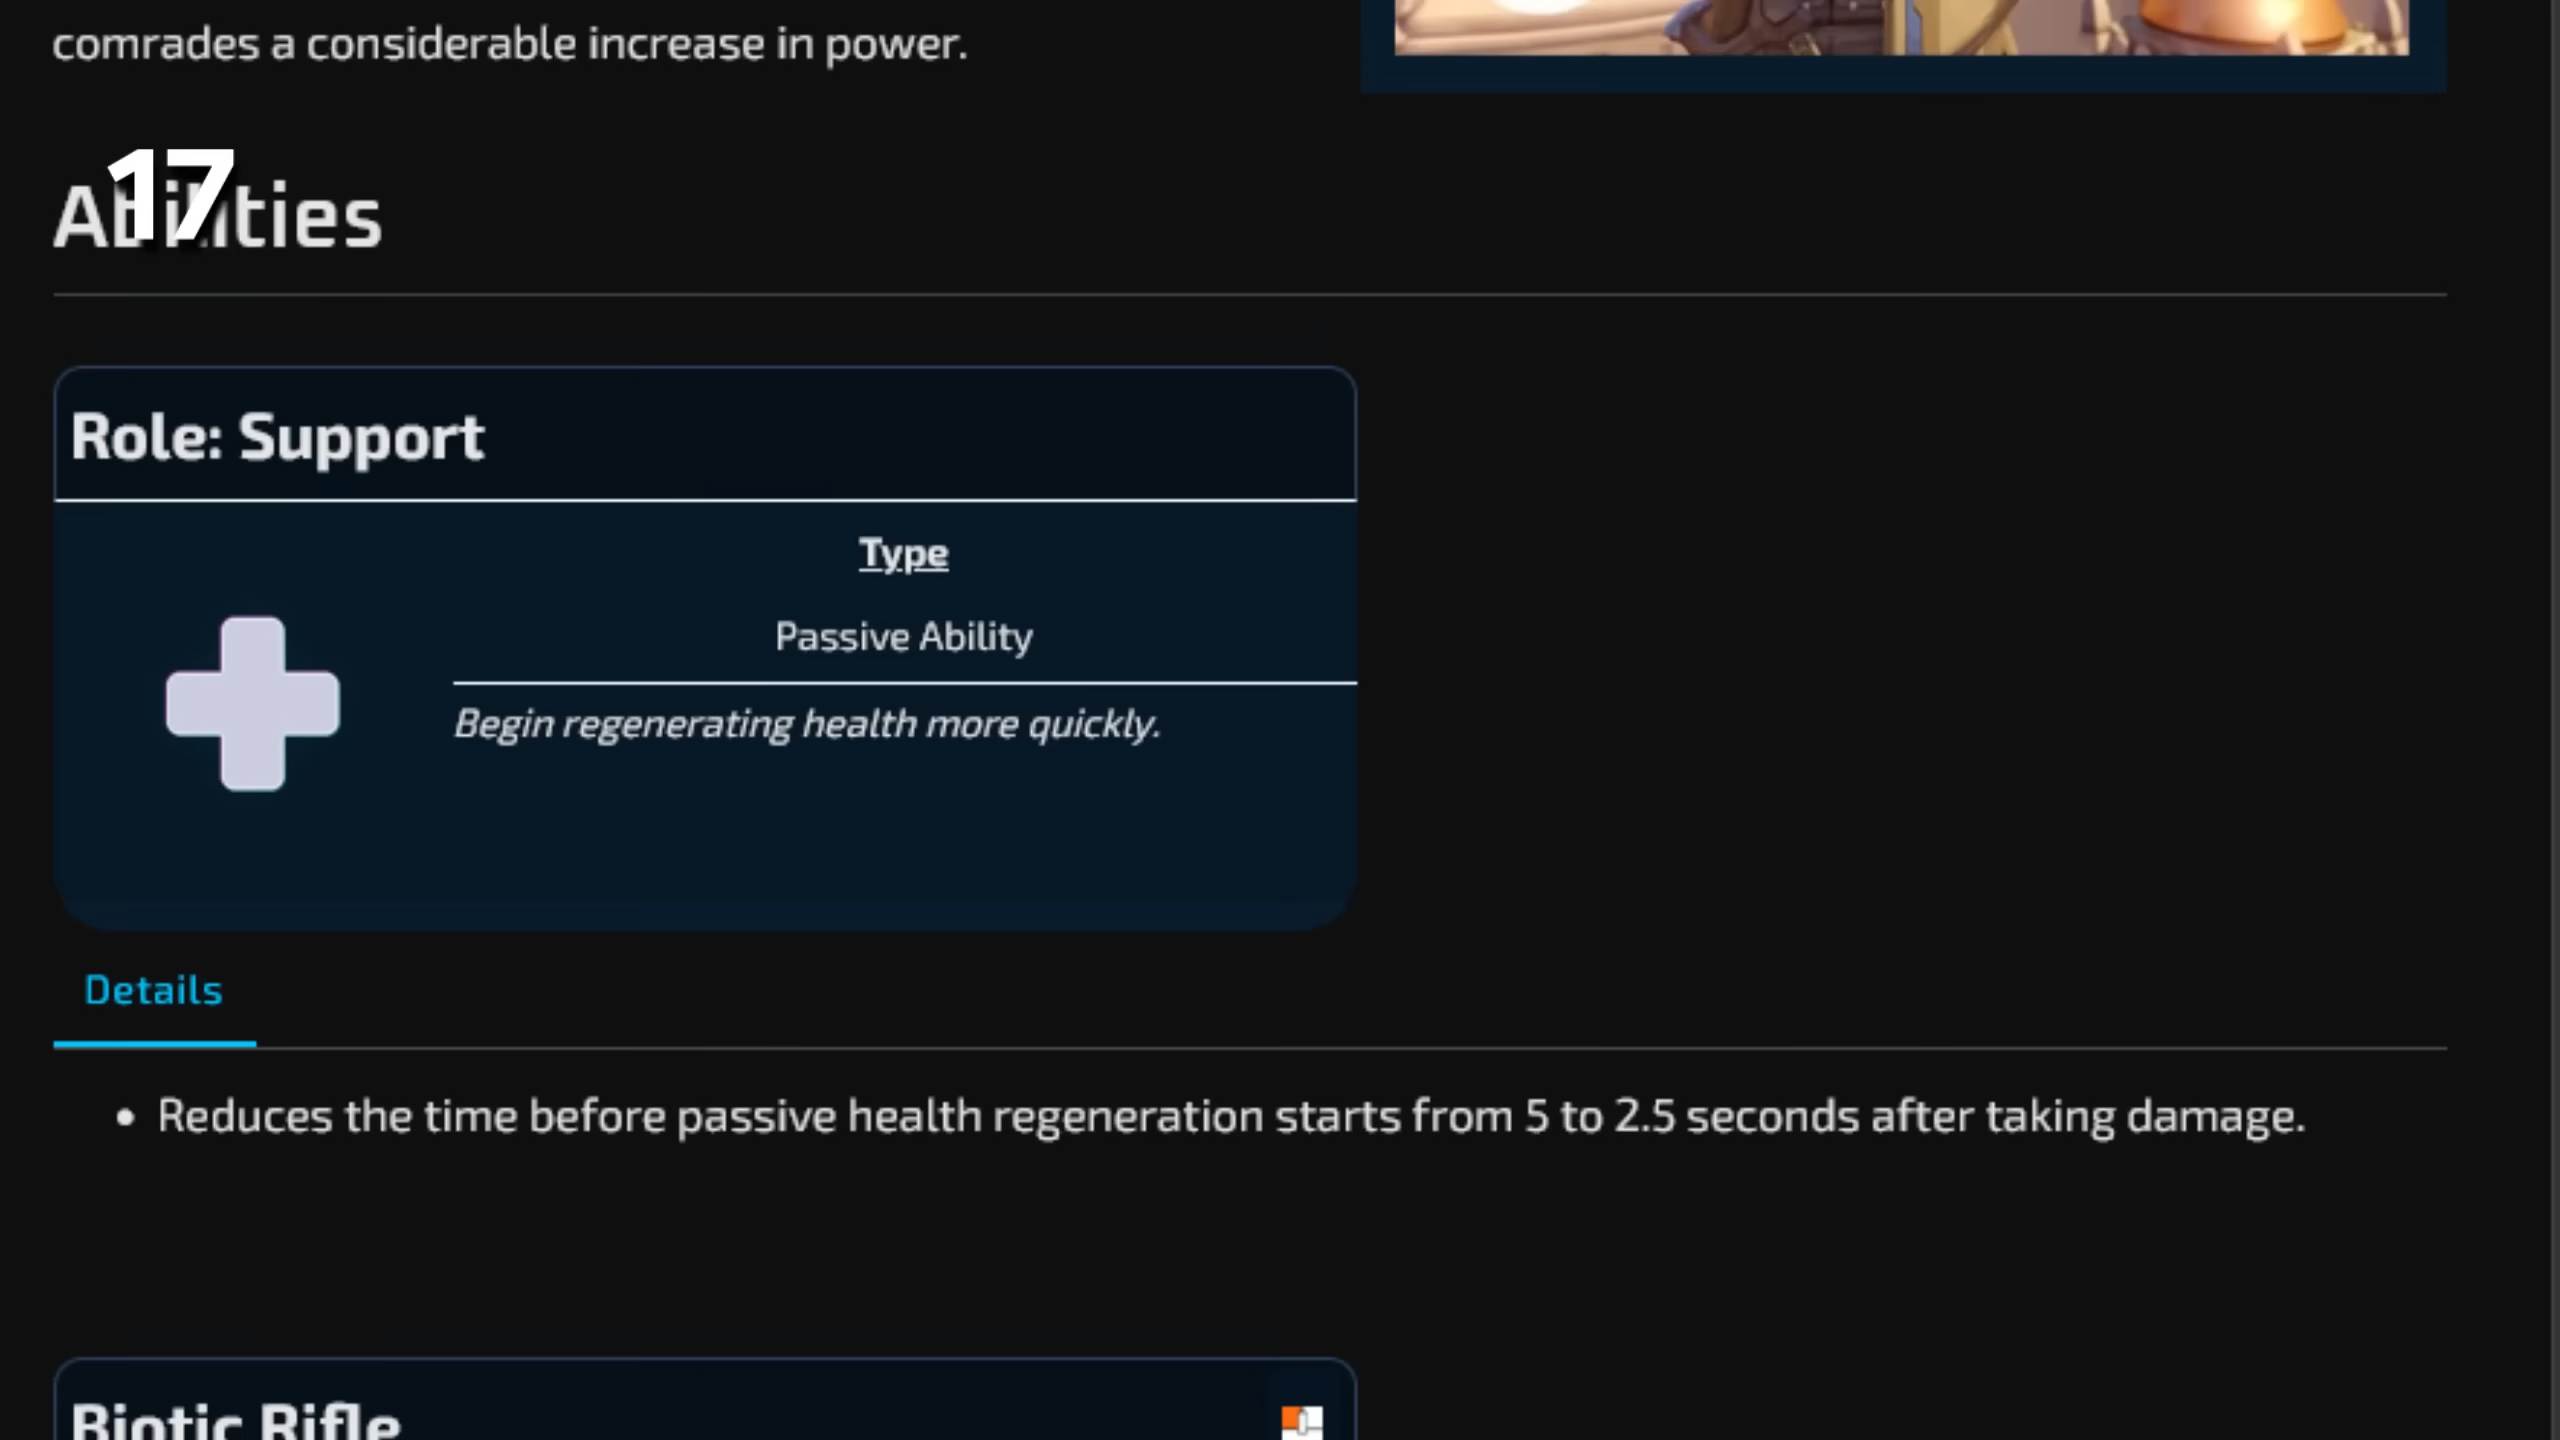 comrades a considerable increase in power.
17
Abilities
Role: Support
Type
Passive Ability
Begin regenerating health more quickly.
Details
• Reduces the time before passive health regeneration starts from 5 to 2.5 seconds after taking damage.
Biotic Rifle